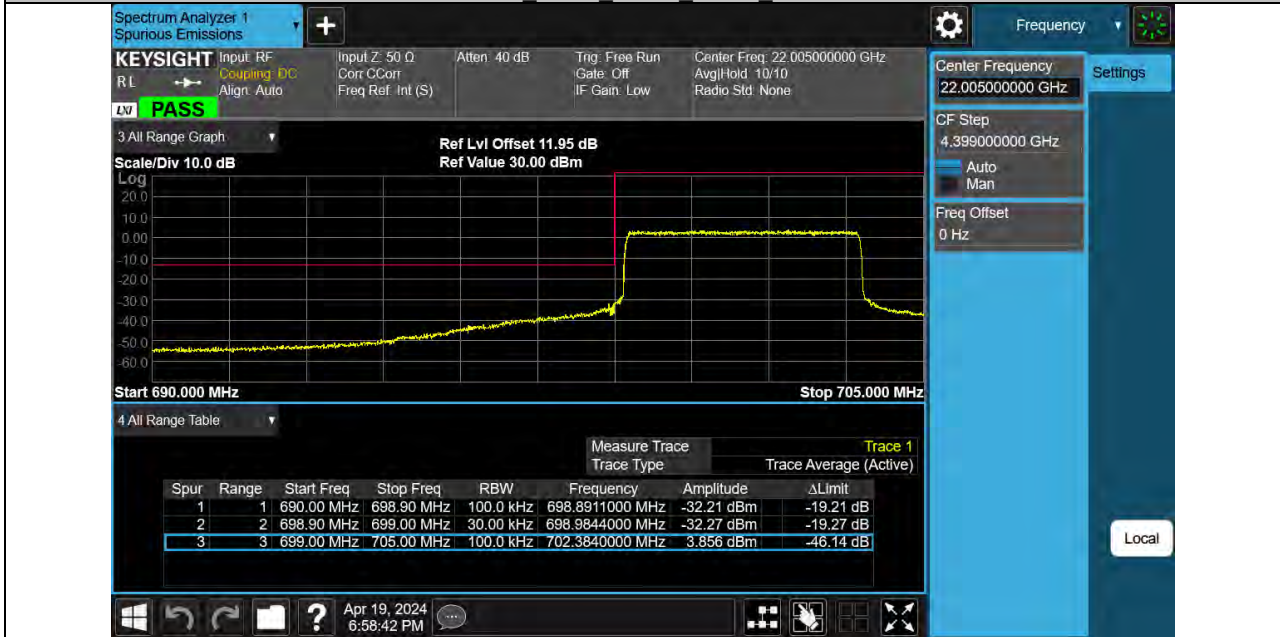 Spectrum Analyzer 1
Spurious Emissions
Frequency
KEYSIGHT
RL
LXI
PASS
Input: RF
Coupling: DC
Align: Auto
Input Z: 50 Ω
Corr CCorr
Freq Ref: Int (S)
Atten: 40 dB
Trig: Free Run
Gate: Off
IF Gain: Low
Center Freq: 22.005000000 GHz
Avg|Hold: 10/10
Radio Std: None
Center Frequency
22.005000000 GHz
Settings
CF Step
4.399000000 GHz
Auto
Man
Freq Offset
0 Hz
3 All Range Graph
Scale/Div 10.0 dB
Ref Lvl Offset 11.95 dB
Ref Value 30.00 dBm
Log
20.0
10.0
0.00
-10.0
-20.0
-30.0
-40.0
-50.0
-60.0
Start 690.000 MHz
Stop 705.000 MHz
4 All Range Table
Measure Trace Trace 1
Trace Type Trace Average (Active)
Spur Range Start Freq Stop Freq RBW Frequency Amplitude ΔLimit
1 1 690.00 MHz 698.90 MHz 100.0 kHz 698.8911000 MHz -32.21 dBm -19.21 dB
2 2 698.90 MHz 699.00 MHz 30.00 kHz 698.9844000 MHz -32.27 dBm -19.27 dB
3 3 699.00 MHz 705.00 MHz 100.0 kHz 702.3840000 MHz 3.856 dBm -46.14 dB
Local
Apr 19, 2024
6:58:42 PM